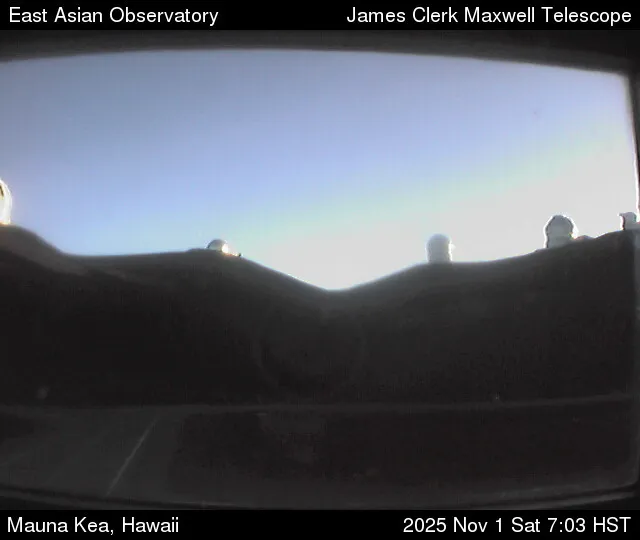 East Asian Observatory
James Clerk Maxwell Telescope
Mauna Kea, Hawaii
2025 Nov 1 Sat 7:03 HST